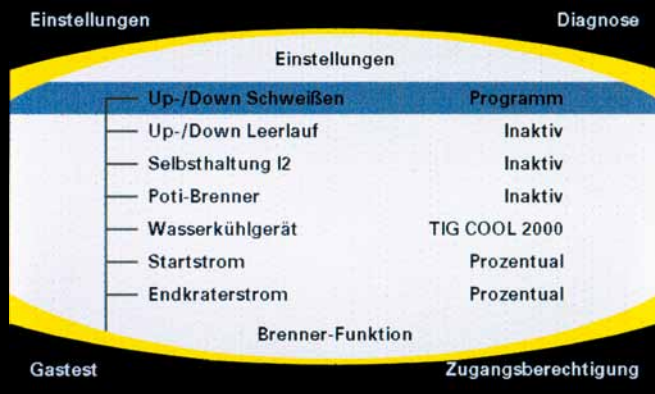 Einstellungen Diagnose
Einstellungen
Up-/Down Schweißen Programm
Up-/Down Leerlauf Inaktiv
Selbsthaltung I2 Inaktiv
Poti-Brenner Inaktiv
Wasserkühlgerät TIG COOL 2000
Startstrom Prozentual
Endkraterstrom Prozentual
Brenner-Funktion
Gastest Zugangsberechtigung